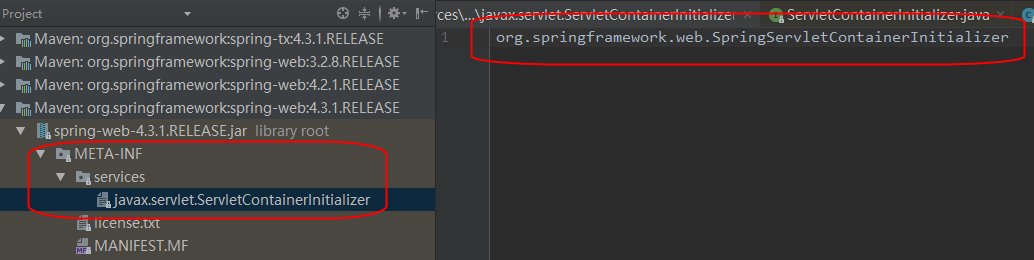 Project
Maven: org.springframework:spring-tx:4.3.1.RELEASE
Maven: org.springframework:spring-web:3.2.8.RELEASE
Maven: org.springframework:spring-web:4.2.1.RELEASE
Maven: org.springframework:spring-web:4.3.1.RELEASE
spring-web-4.3.1.RELEASE.jar library root
META-INF
services
javax.servlet.ServletContainerInitializer
license.txt
MF MANIFEST.MF
rces\...\javax.servlet.ServletContainerInitializer ServletContainerInitializer.java
1 org.springframework.web.SpringServletContainerInitializer